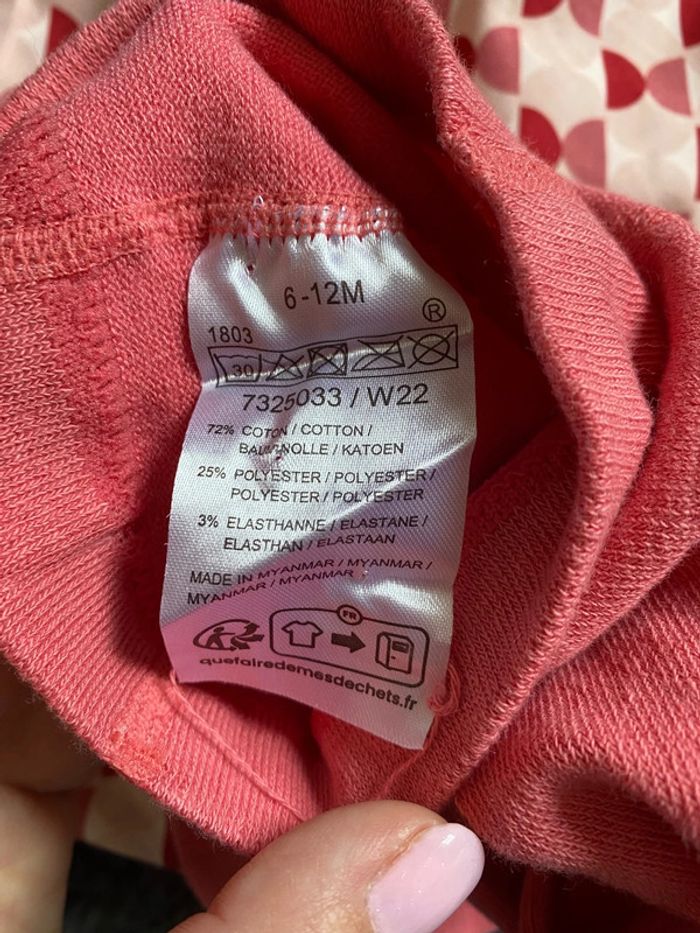 6-12M
®
1803
30
7325033 / W22
72% COTON / COTTON /
BAUMWOLLE / KATOEN
25% POLYESTER / POLYESTER /
POLYESTER / POLYESTER
3% ELASTHANNE / ELASTANE /
ELASTHAN / ELASTAAN
MADE IN MYANMAR / MYANMAR /
MYANMAR / MYANMAR
FR
quefairedemesdechets.fr